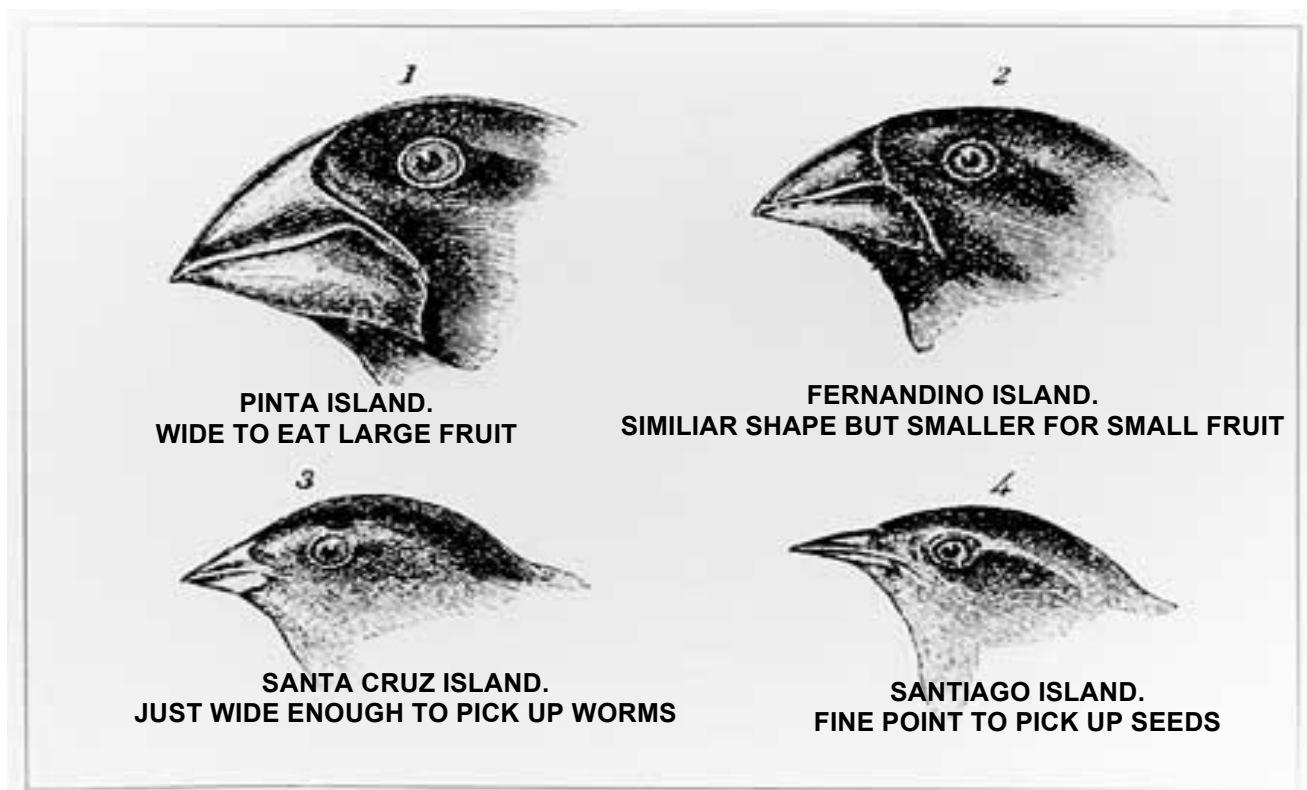 1
2
PINTA ISLAND.
WIDE TO EAT LARGE FRUIT
FERNANDINO ISLAND.
SIMILIAR SHAPE BUT SMALLER FOR SMALL FRUIT
3
4
SANTA CRUZ ISLAND.
JUST WIDE ENOUGH TO PICK UP WORMS
SANTIAGO ISLAND.
FINE POINT TO PICK UP SEEDS